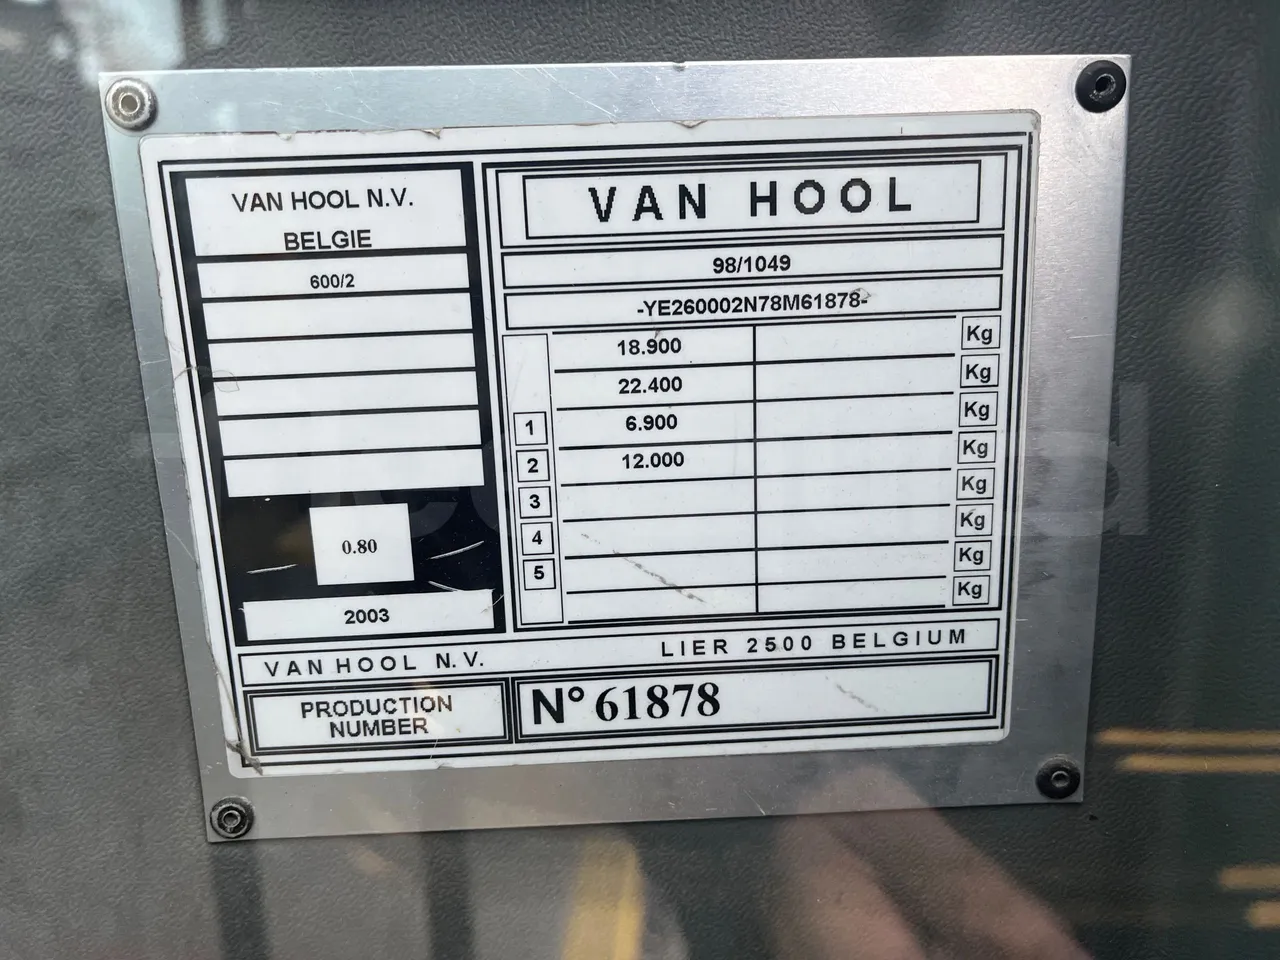 VAN HOOL N.V.
BELGIE
600/2
0.80
2003
VAN HOOL
98/1049
-YE260002N78M61878-
18.900 Kg
22.400 Kg
1 6.900 Kg
2 12.000 Kg
3 Kg
4 Kg
5 Kg
Kg
VAN HOOL N.V. LIER 2500 BELGIUM
PRODUCTION
NUMBER
N° 61878